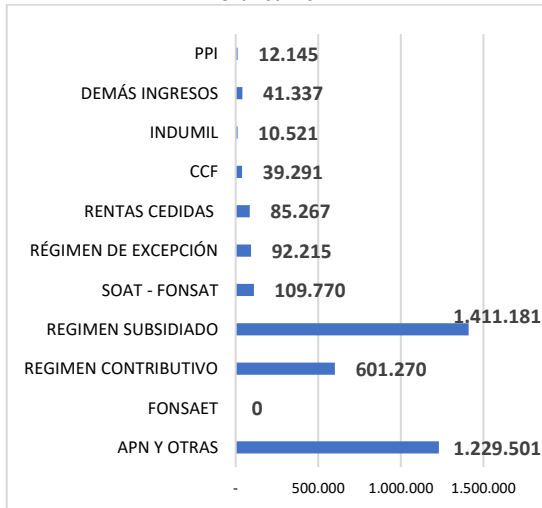 PPI 12.145
DEMÁS INGRESOS 41.337
INDUMIL 10.521
CCF 39.291
RENTAS CEDIDAS 85.267
RÉGIMEN DE EXCEPCIÓN 92.215
SOAT - FONSAT 109.770
REGIMEN SUBSIDIADO 1.411.181
REGIMEN CONTRIBUTIVO 601.270
FONSAET 0
APN Y OTRAS 1.229.501
- 500.000 1.000.000 1.500.000